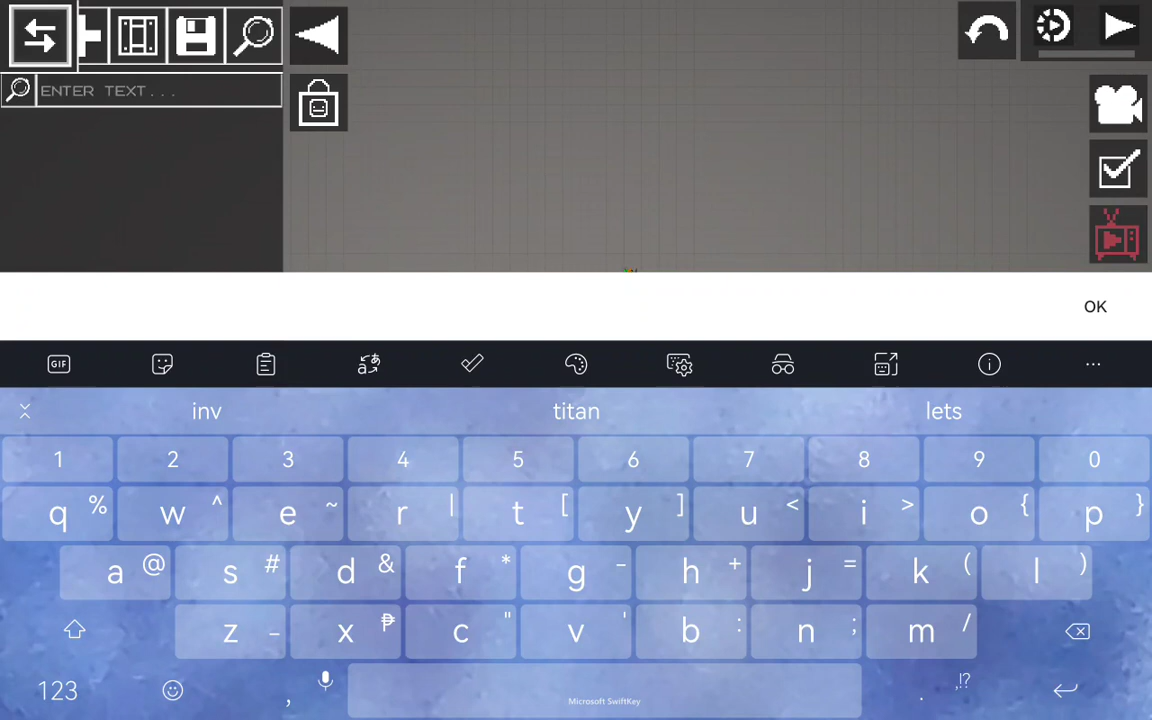 ENTER TEXT...
OK
GIF
inv titan lets
1 2 3 4 5 6 7 8 9 0
q % w ^ e ~ r | t [ y ] u < i > o { p }
a @ s # d & f * g - h + j = k ( l )
z _ x ₱ c " v ' b : n ; m /
123 , Microsoft SwiftKey . ,!?